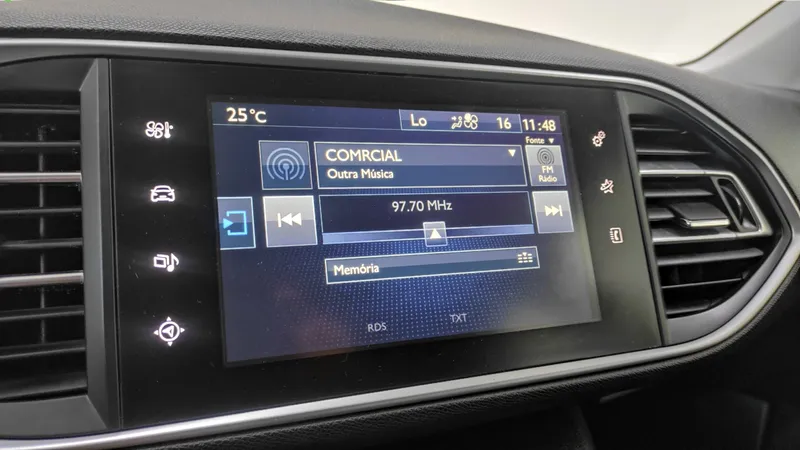 25 °C
Lo 16 11:48
Fonte
COMRCIAL
Outra Música
FM
Rádio
97.70 MHz
Memória
RDS TXT